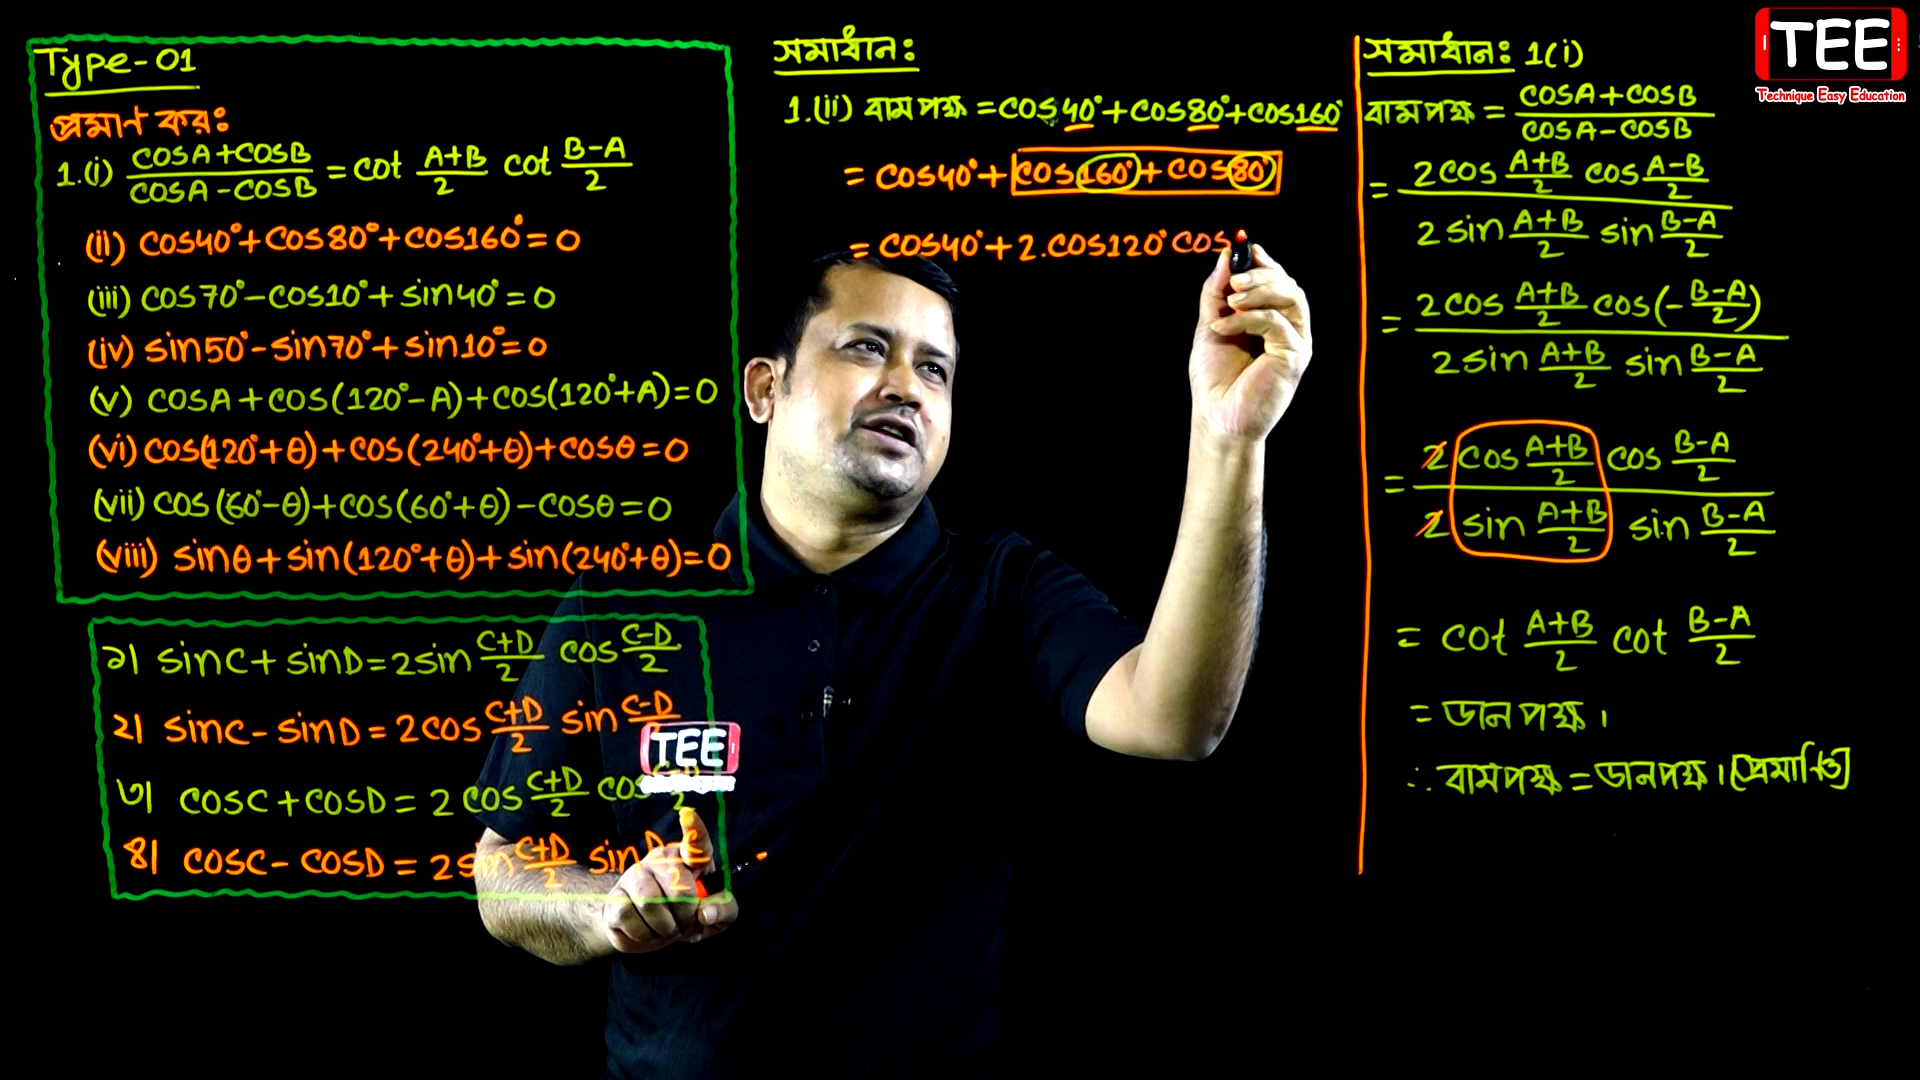 Type-01
প্রমাণ কর:
1.(i) (cosA+cosB)/(cosA-cosB) = cot (A+B)/2 cot (B-A)/2
(ii) cos40°+cos80°+cos160°=0
(iii) cos70°-cos10°+sin40°=0
(iv) sin50°-sin70°+sin10°=0
(v) cosA+cos(120°-A)+cos(120°+A)=0
(vi) cos(120°+θ)+cos(240°+θ)+cosθ=0
(vii) cos(60°-θ)+cos(60°+θ)-cosθ=0
(viii) sinθ+sin(120°+θ)+sin(240°+θ)=0
১। sinC+sinD=2sin (C+D)/2 cos (C-D)/2
২। sinC-sinD=2cos (C+D)/2 sin (C-D)/2
৩। cosC+cosD=2cos (C+D)/2 cos
৪। cosC-cosD=2sin (C+D)/2 sin (D-C)/2
TEE
সমাধান:
1.(ii) বামপক্ষ =cos40°+cos80°+cos160°
= cos40°+cos160°+cos80°
= cos40°+2.cos120° cos
সমাধান: 1(i)
বামপক্ষ = (cosA+cosB)/(cosA-cosB)
= (2cos (A+B)/2 cos (A-B)/2)/(2sin (A+B)/2 sin (B-A)/2)
= (2cos (A+B)/2 cos(-(B-A)/2))/(2sin (A+B)/2 sin (B-A)/2)
= (2cos (A+B)/2 cos (B-A)/2)/(2sin (A+B)/2 sin (B-A)/2)
= cot (A+B)/2 cot (B-A)/2
= ডানপক্ষ।
∴ বামপক্ষ = ডানপক্ষ। [প্রমাণিত]
TEE
Technique Easy Education